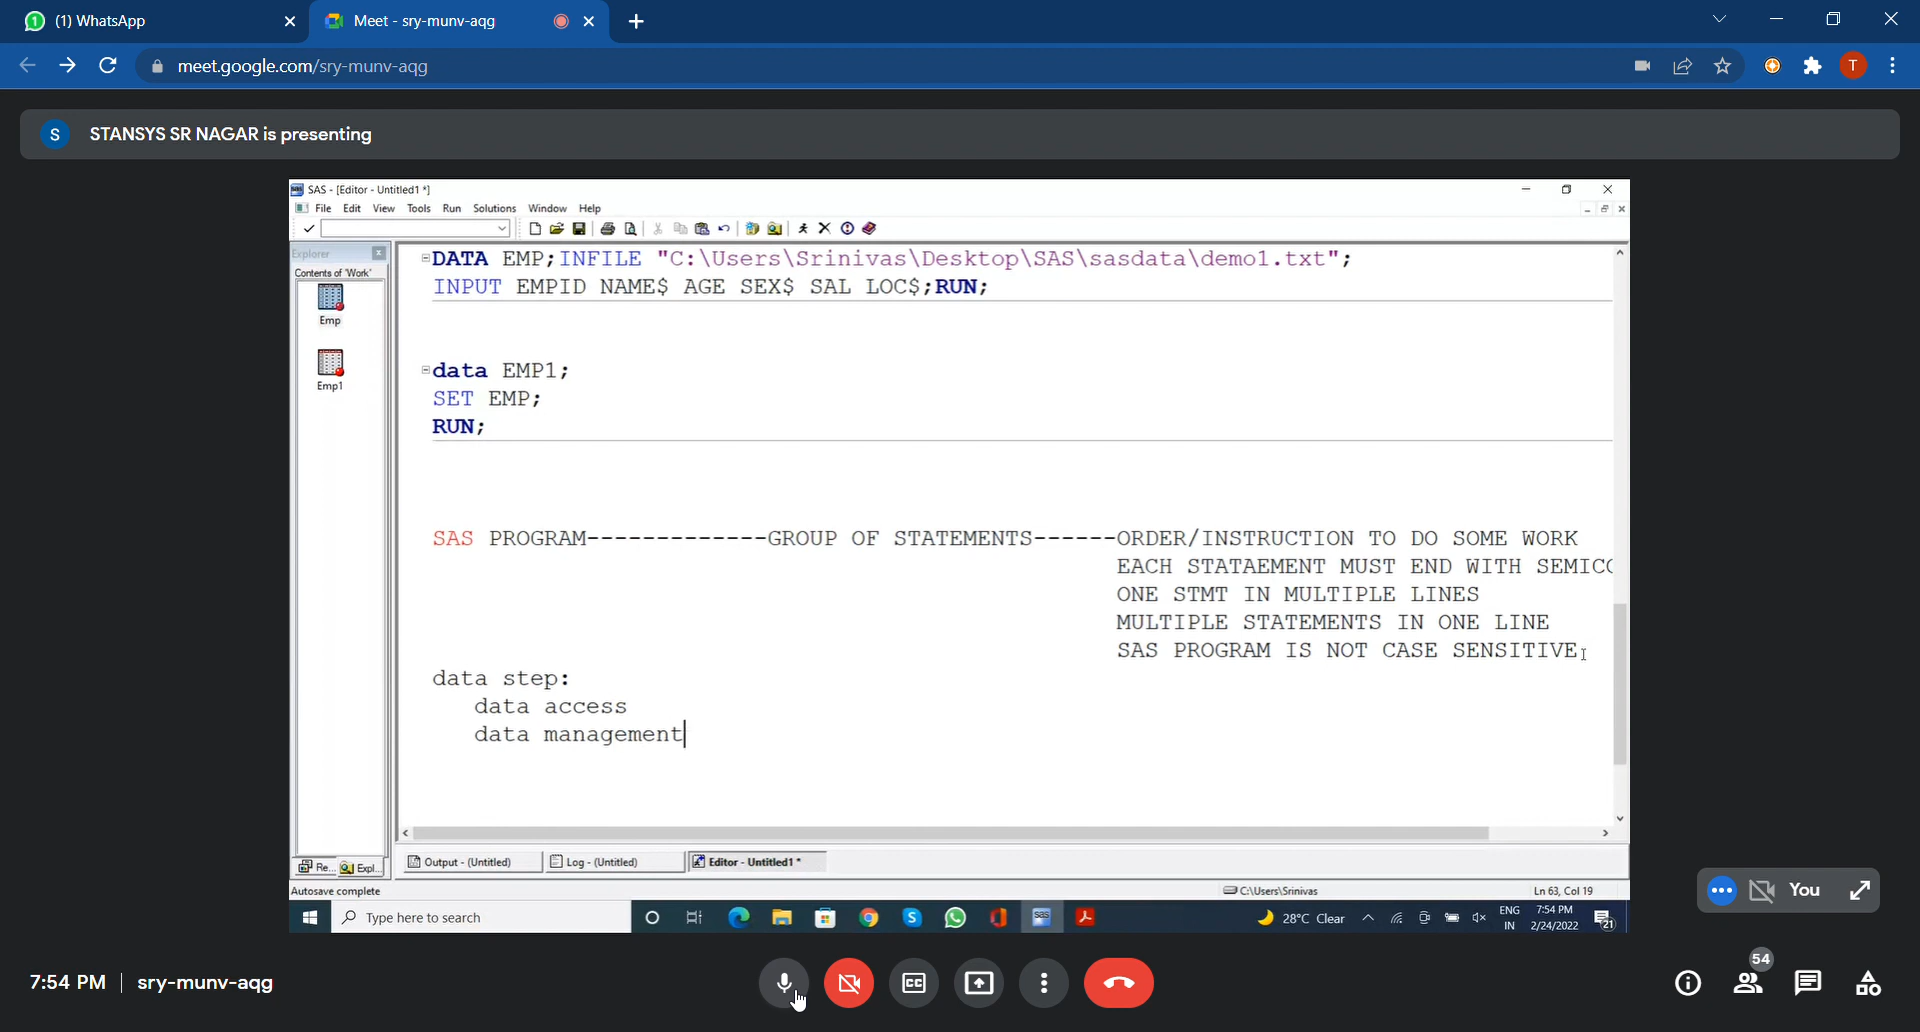 (1) WhatsApp
Meet - sry-munv-aqg
meet.google.com/sry-munv-aqg
T
S STANSYS SR NAGAR is presenting
SAS - [Editor - Untitled1 *]
File Edit View Tools Run Solutions Window Help
Explorer
Contents of 'Work'
Emp
Emp1
DATA EMP;INFILE "C:\Users\Srinivas\Desktop\SAS\sasdata\demo1.txt";
INPUT EMPID NAME$ AGE SEX$ SAL LOC$;RUN;
data EMP1;
SET EMP;
RUN;
SAS PROGRAM-------------GROUP OF STATEMENTS------ORDER/INSTRUCTION TO DO SOME WORK
EACH STATAEMENT MUST END WITH SEMICO
ONE STMT IN MULTIPLE LINES
MULTIPLE STATEMENTS IN ONE LINE
SAS PROGRAM IS NOT CASE SENSITIVE
data step:
data access
data management
Re... Expl...
Output - (Untitled) Log - (Untitled) Editor - Untitled1 *
Autosave complete C:\Users\Srinivas Ln 63, Col 19
Type here to search
28°C Clear
ENG
IN
7:54 PM
2/24/2022
21
You
7:54 PM sry-munv-aqg
54